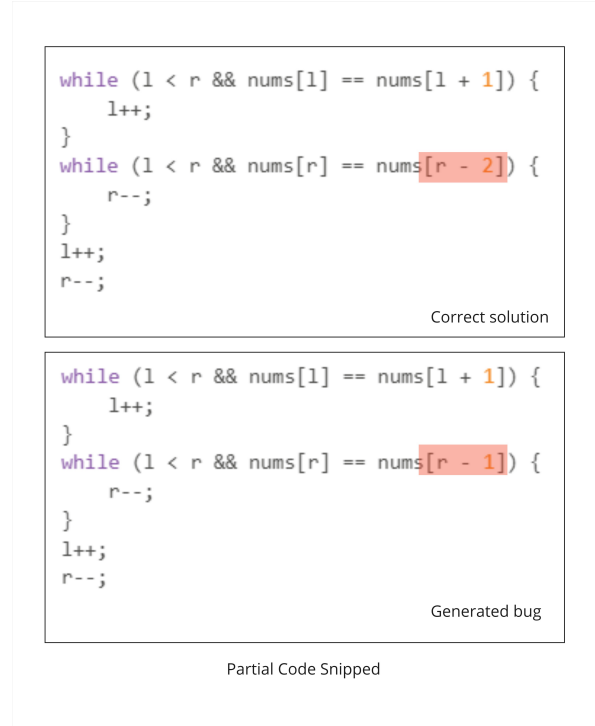 while (l < r && nums[l] == nums[l + 1]) {
    l++;
}
while (l < r && nums[r] == nums[r - 2]) {
    r--;
}
l++;
r--;
Correct solution
while (l < r && nums[l] == nums[l + 1]) {
    l++;
}
while (l < r && nums[r] == nums[r - 1]) {
    r--;
}
l++;
r--;
Generated bug
Partial Code Snipped